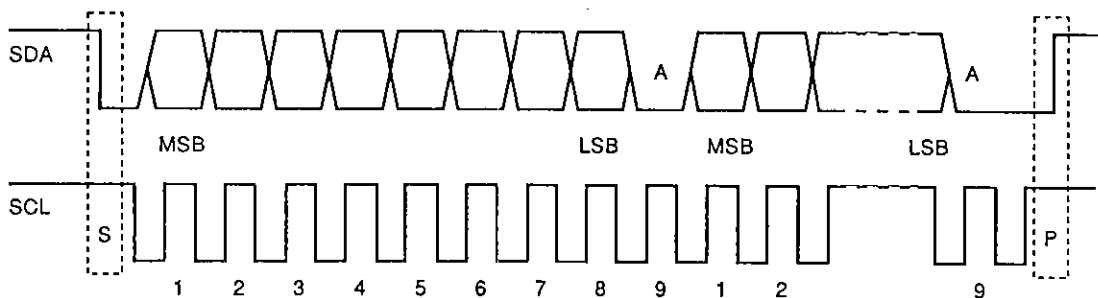 SDA
A A
MSB LSB MSB LSB
SCL
S P
1 2 3 4 5 6 7 8 9 1 2 9